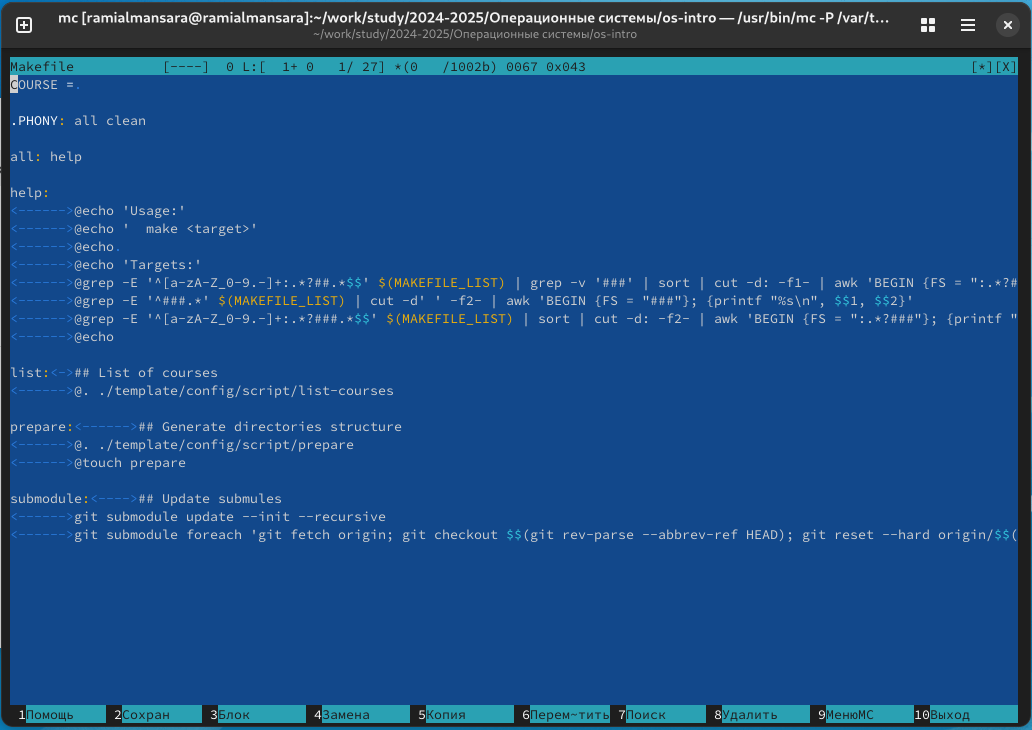 mc [ramialmansara@ramialmansara]:~/work/study/2024-2025/Операционные системы/os-intro — /usr/bin/mc -P /var/t…
~/work/study/2024-2025/Операционные системы/os-intro
Makefile [----] 0 L:[ 1+ 0 1/ 27] *(0 /1002b) 0067 0x043 [*][X]
COURSE =.
.PHONY: all clean
all: help
help:
<------>@echo 'Usage:'
<------>@echo '  make <target>'
<------>@echo.
<------>@echo 'Targets:'
<------>@grep -E '^[a-zA-Z_0-9.-]+:.*?##.*$$' $(MAKEFILE_LIST) | grep -v '###' | sort | cut -d: -f1- | awk 'BEGIN {FS = ":.*?#
<------>@grep -E '^###.*' $(MAKEFILE_LIST) | cut -d' ' -f2- | awk 'BEGIN {FS = "###"}; {printf "%s\n", $$1, $$2}'
<------>@grep -E '^[a-zA-Z_0-9.-]+:.*?###.*$$' $(MAKEFILE_LIST) | sort | cut -d: -f2- | awk 'BEGIN {FS = ":.*?###"}; {printf "
<------>@echo
list:<->## List of courses
<------>@. ./template/config/script/list-courses
prepare:<------>## Generate directories structure
<------>@. ./template/config/script/prepare
<------>@touch prepare
submodule:<---->## Update submules
<------>git submodule update --init --recursive
<------>git submodule foreach 'git fetch origin; git checkout $$(git rev-parse --abbrev-ref HEAD); git reset --hard origin/$$(
1Помощь 2Сохран 3Блок 4Замена 5Копия 6Перем~тить 7Поиск 8Удалить 9МенюMC 10Выход